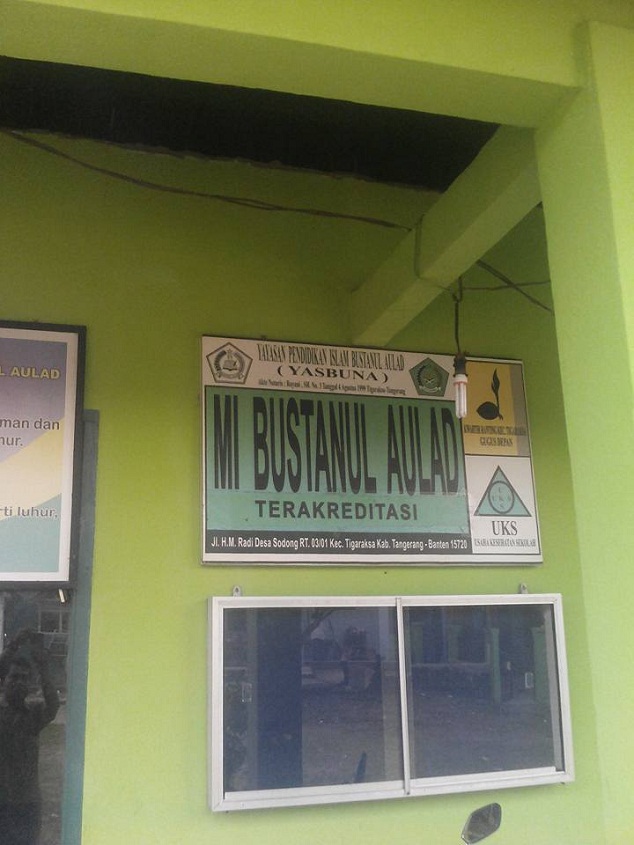 L AULAD
man dan
hur.
rti luhur,
YAYASAN PENDIDIKAN ISLAM BUSTANUL AULAD
(YASBUNA)
MI BUSTANUL AULAD
TERAKREDITASI
Jl. H.M. Radi Desa Sodong RT. 03/01 Kec. Tigaraksa Kab. Tangerang - Banten 15720
GUGUS DEPAN
UKS
USAHA KESEHATAN SEKOLAH